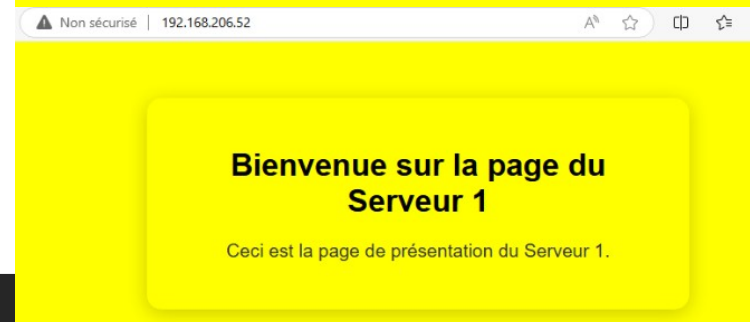 Non sécurisé 192.168.206.52
Bienvenue sur la page du
Serveur 1
Ceci est la page de présentation du Serveur 1.